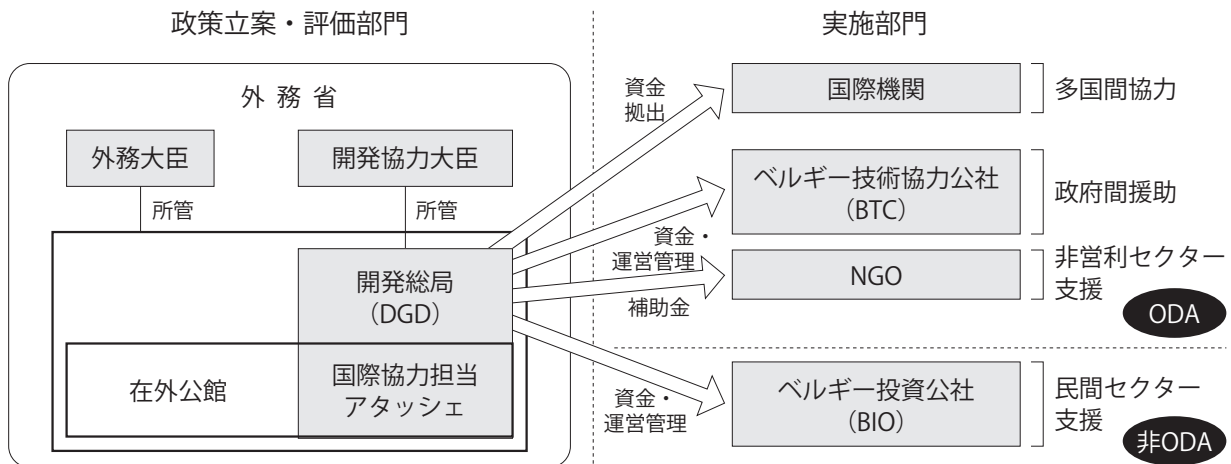 政策立案・評価部門
実施部門
外務省
外務大臣
開発協力大臣
所管
所管
開発総局
（DGD）
在外公館
国際協力担当
アタッシェ
資金
拠出
資金・
運営管理
補助金
資金・
運営管理
国際機関
多国間協力
ベルギー技術協力公社
（BTC）
政府間援助
NGO
非営利セクター
支援
ODA
ベルギー投資公社
（BIO）
民間セクター
支援
非ODA